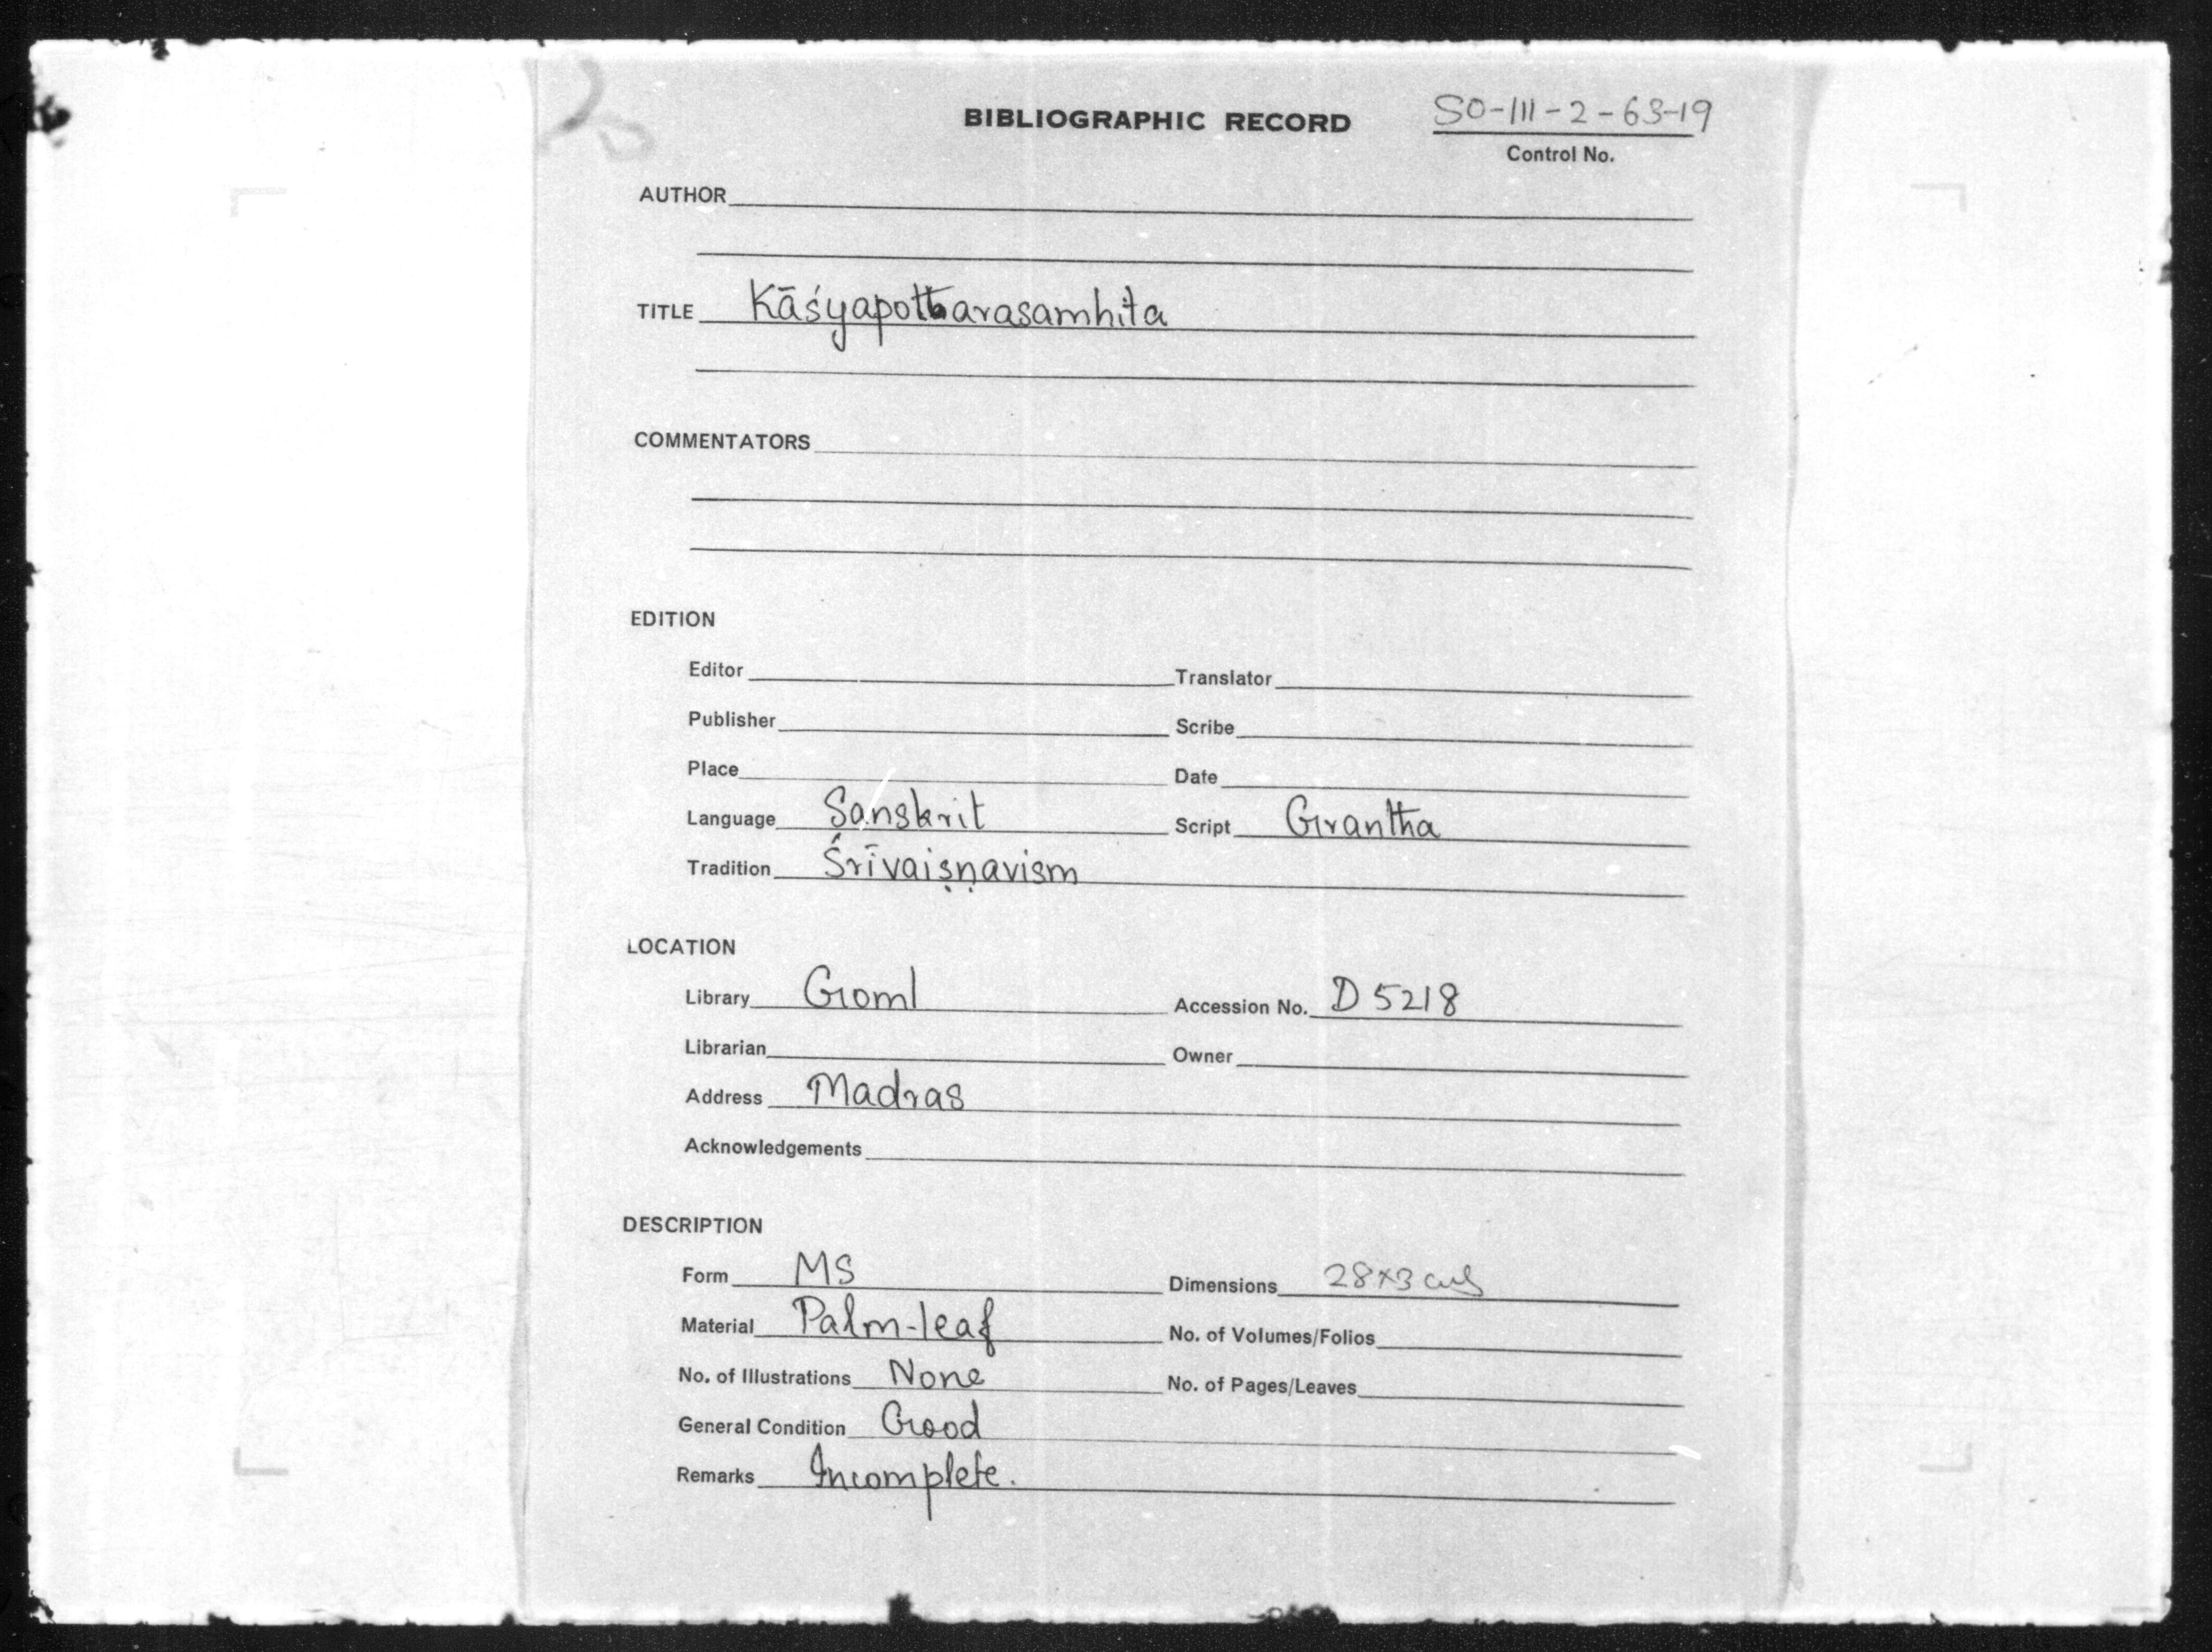 20
BIBLIOGRAPHIC RECORD SO-III-2-63-19
Control No.
AUTHOR
TITLE Kāśyapottarasamhita
COMMENTATORS
EDITION
Editor Translator
Publisher Scribe
Place Date
Language Sanskrit Script Grantha
Tradition Śrīvaiṣṇavism
LOCATION
Library Goml Accession No. D 5218
Librarian Owner
Address Madras
Acknowledgements
DESCRIPTION
Form MS Dimensions 28×3 cms
Material Palm-leaf No. of Volumes/Folios
No. of Illustrations None No. of Pages/Leaves
General Condition Good
Remarks Incomplete.